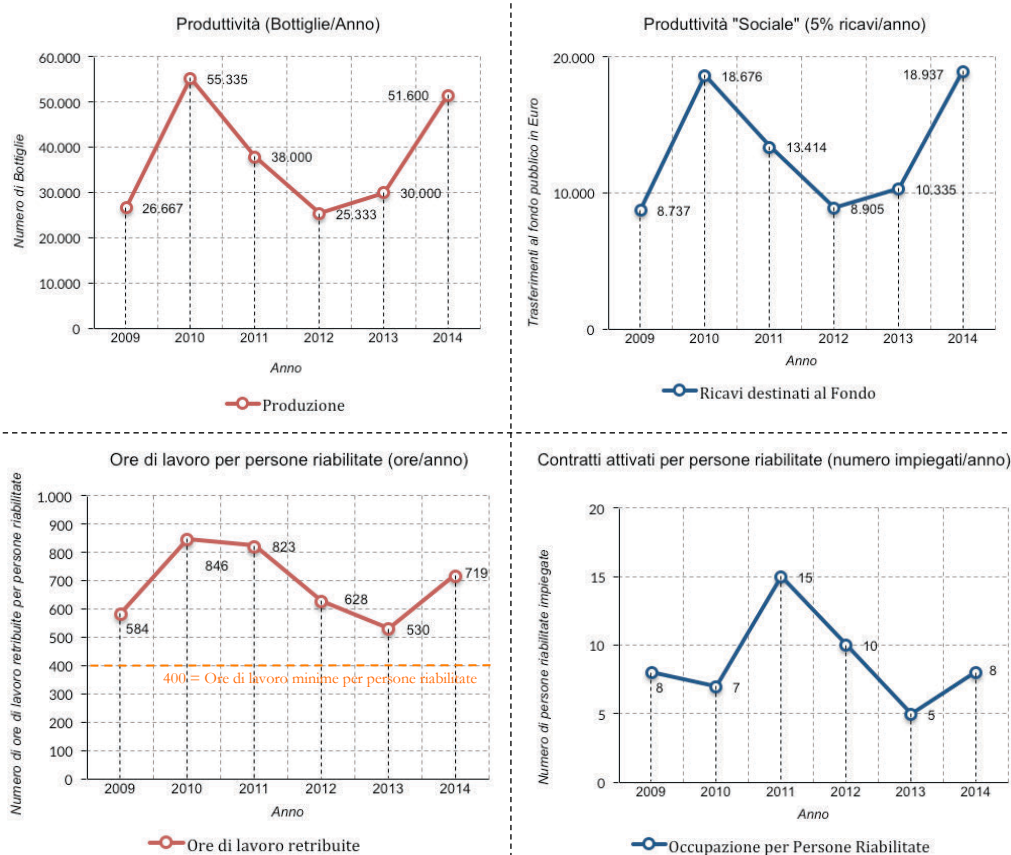 Produttività (Bottiglie/Anno)
Numero di Bottiglie
60.000
50.000
40.000
30.000
20.000
10.000
0
26.667
55.335
38.000
25.333
30.000
51.600
2009 2010 2011 2012 2013 2014
Anno
Produzione
Produttività "Sociale" (5% ricavi/anno)
Trasferimenti al fondo pubblico in Euro
20.000
10.000
0
8.737
18.676
13.414
8.905
10.335
18.937
2009 2010 2011 2012 2013 2014
Anno
Ricavi destinati al Fondo
Ore di lavoro per persone riabilitate (ore/anno)
Numero di ore di lavoro retribuite per persone riabilitate
1.000
900
800
700
600
500
400
300
200
100
0
584
846
823
628
530
719
400 = Ore di lavoro minime per persone riabilitate
2009 2010 2011 2012 2013 2014
Anno
Ore di lavoro retribuite
Contratti attivati per persone riabilitate (numero impiegati/anno)
Numero di persone riabilitate impiegate
20
15
10
5
0
8
7
15
10
5
8
2009 2010 2011 2012 2013 2014
Anno
Occupazione per Persone Riabilitate